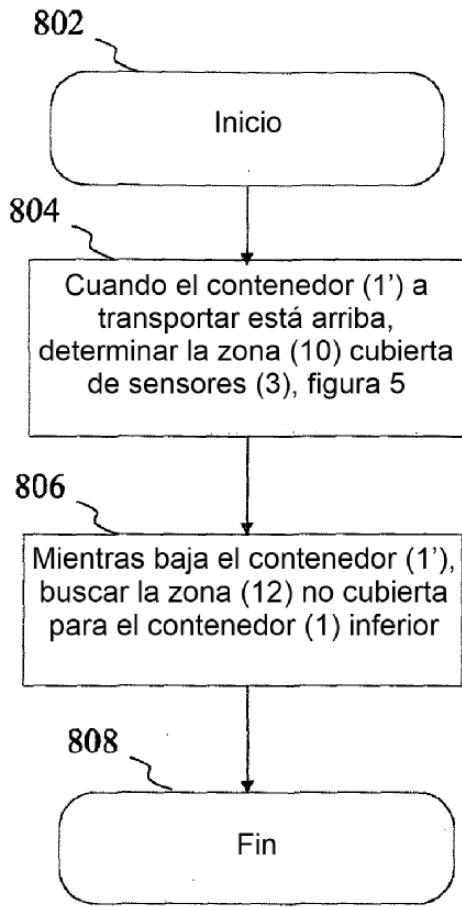 802
Inicio
804
Cuando el contenedor (1’) a
transportar está arriba,
determinar la zona (10) cubierta
de sensores (3), figura 5
806
Mientras baja el contenedor (1’),
buscar la zona (12) no cubierta
para el contenedor (1) inferior
808
Fin